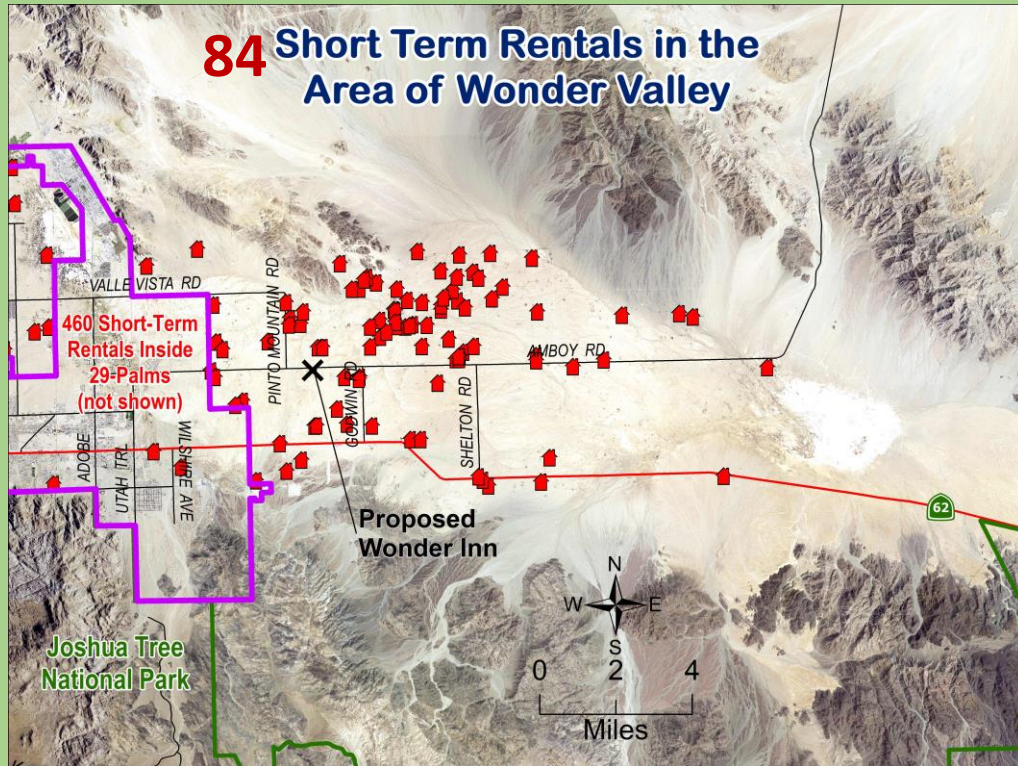 84 Short Term Rentals in the
Area of Wonder Valley
VALLE VISTA RD
PINTO MOUNTAIN RD
460 Short-Term
Rentals Inside
29-Palms
(not shown)
AMBOY RD
GODWIN RD
SHELTON RD
ADOBE
UTAH TRL
WILSHIRE AVE
62
Proposed
Wonder Inn
N
W E
S
Joshua Tree
National Park
0 2 4
Miles